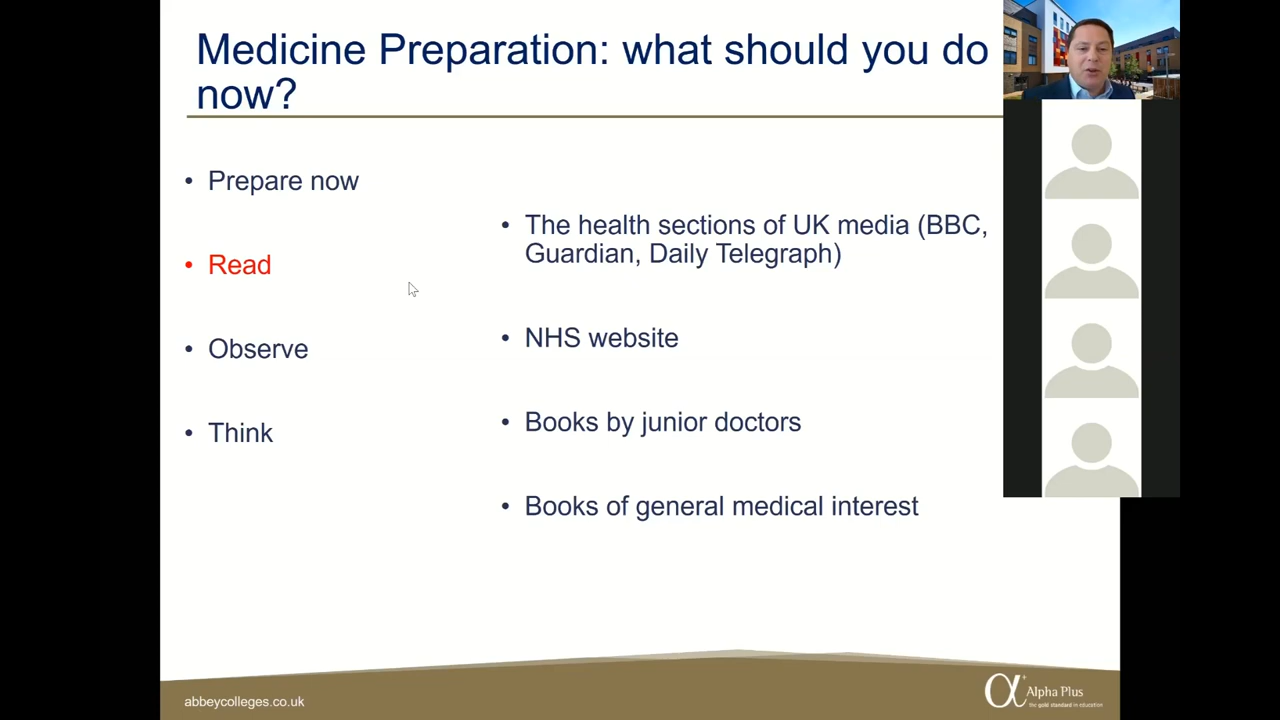 Medicine Preparation: what should you do
now?
• Prepare now
• Read
• Observe
• Think
• The health sections of UK media (BBC,
Guardian, Daily Telegraph)
• NHS website
• Books by junior doctors
• Books of general medical interest
abbeycolleges.co.uk
α+ Alpha Plus
the gold standard in education